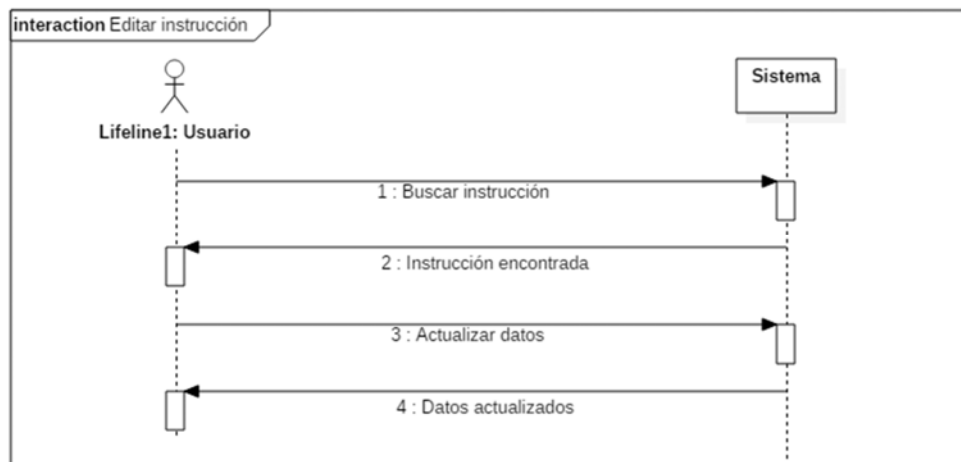 interaction Editar instrucción
Sistema
Lifeline1: Usuario
1 : Buscar instrucción
2 : Instrucción encontrada
3 : Actualizar datos
4 : Datos actualizados